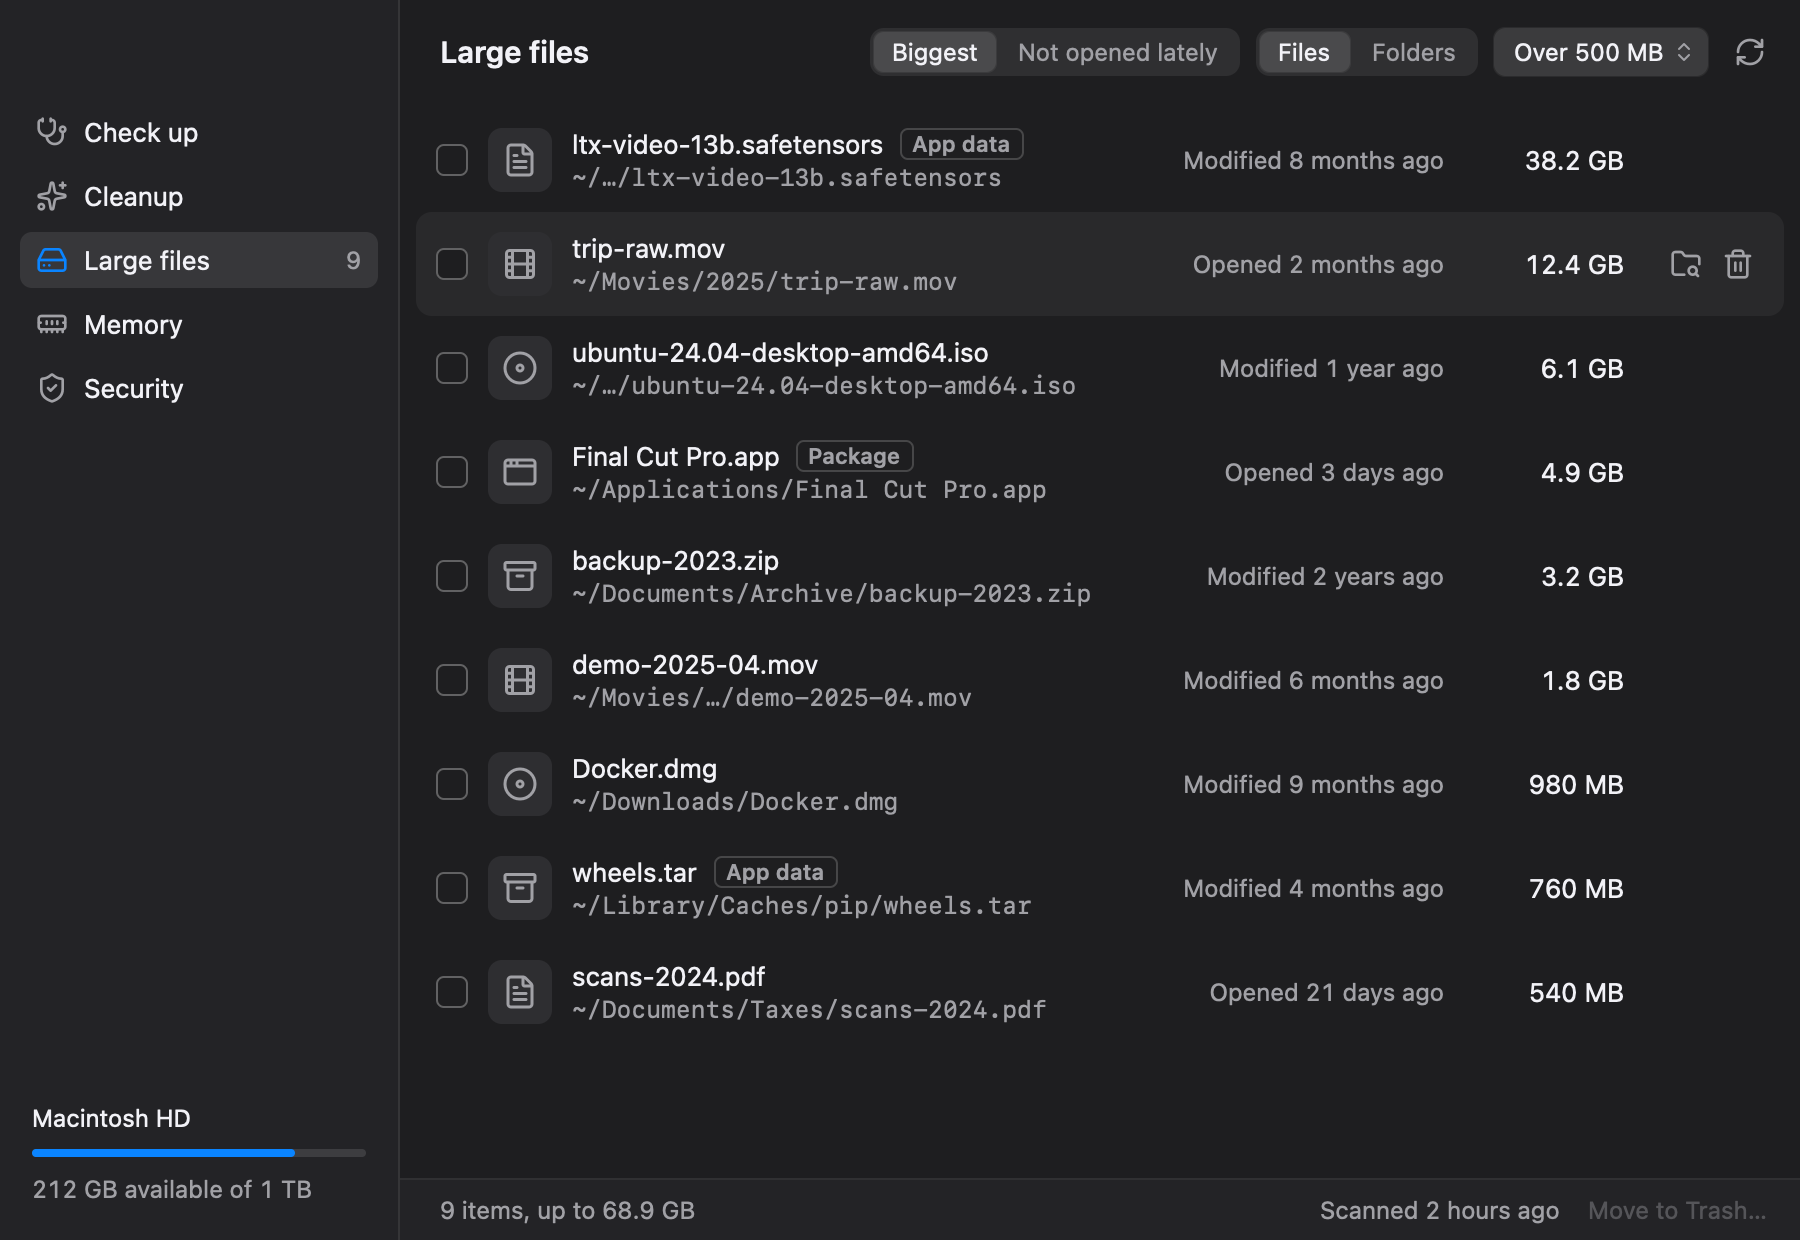 Large files
Biggest
Not opened lately
Files
Folders
Over 500 MB
Check up
Cleanup
Large files 9
Memory
Security
ltx-video-13b.safetensors App data
~/…/ltx-video-13b.safetensors
Modified 8 months ago
38.2 GB
trip-raw.mov
~/Movies/2025/trip-raw.mov
Opened 2 months ago
12.4 GB
ubuntu-24.04-desktop-amd64.iso
~/…/ubuntu-24.04-desktop-amd64.iso
Modified 1 year ago
6.1 GB
Final Cut Pro.app Package
~/Applications/Final Cut Pro.app
Opened 3 days ago
4.9 GB
backup-2023.zip
~/Documents/Archive/backup-2023.zip
Modified 2 years ago
3.2 GB
demo-2025-04.mov
~/Movies/…/demo-2025-04.mov
Modified 6 months ago
1.8 GB
Docker.dmg
~/Downloads/Docker.dmg
Modified 9 months ago
980 MB
wheels.tar App data
~/Library/Caches/pip/wheels.tar
Modified 4 months ago
760 MB
scans-2024.pdf
~/Documents/Taxes/scans-2024.pdf
Opened 21 days ago
540 MB
Macintosh HD
212 GB available of 1 TB
9 items, up to 68.9 GB
Scanned 2 hours ago
Move to Trash…